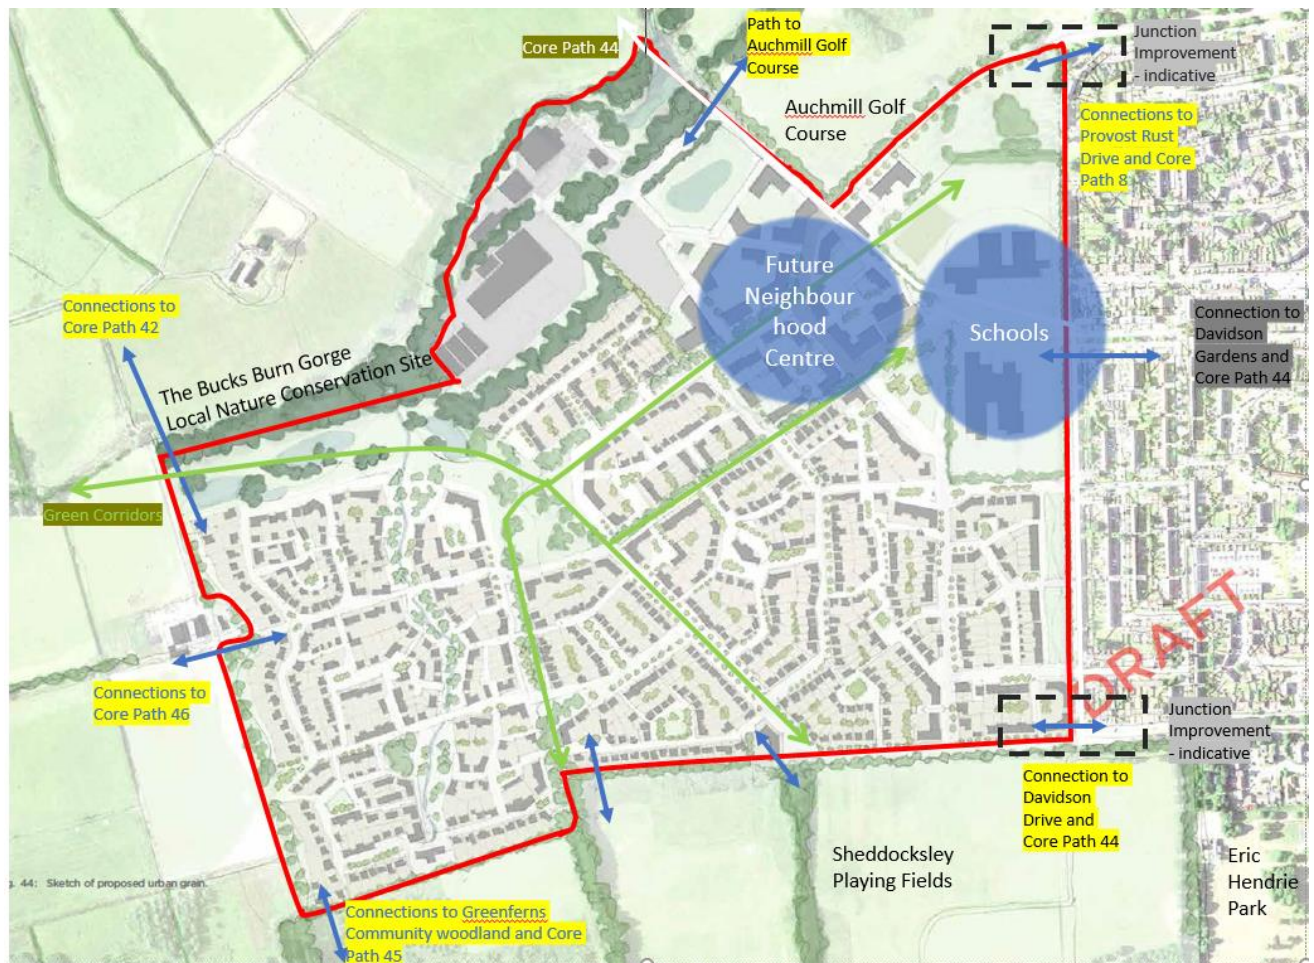 Core Path 44
Path to
Auchmill Golf
Course
Junction
Improvement
- indicative
Auchmill Golf
Course
Connections to
Provost Rust
Drive and Core
Path 8
Future
Neighbour
hood
Centre
Schools
Connection to
Davidson
Gardens and
Core Path 44
Connections to
Core Path 42
The Bucks Burn Gorge
Local Nature Conservation Site
Green Corridors
DRAFT
Connections to
Core Path 46
Junction
Improvement
- indicative
Connection to
Davidson
Drive and
Core Path 44
Sheddocksley
Playing Fields
Eric
Hendrie
Park
g. 44: Sketch of proposed urban grain.
Connections to Greenferns
Community woodland and Core
Path 45